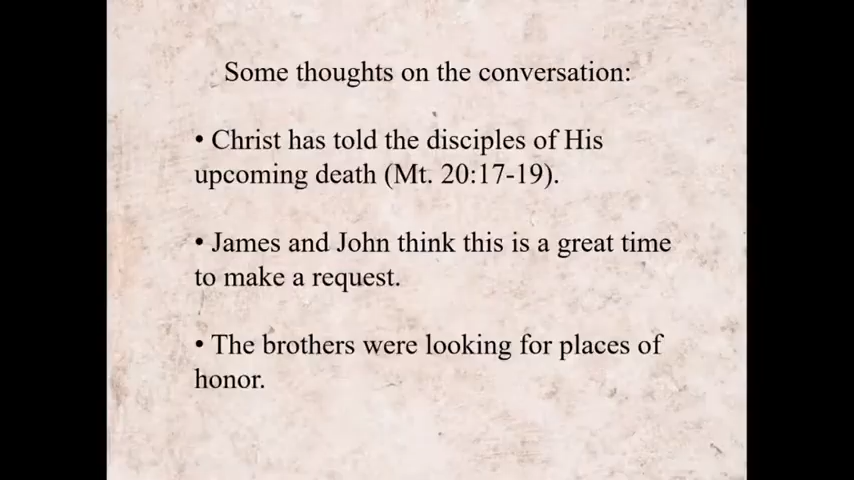 Some thoughts on the conversation:
• Christ has told the disciples of His
upcoming death (Mt. 20:17-19).
• James and John think this is a great time
to make a request.
• The brothers were looking for places of
honor.